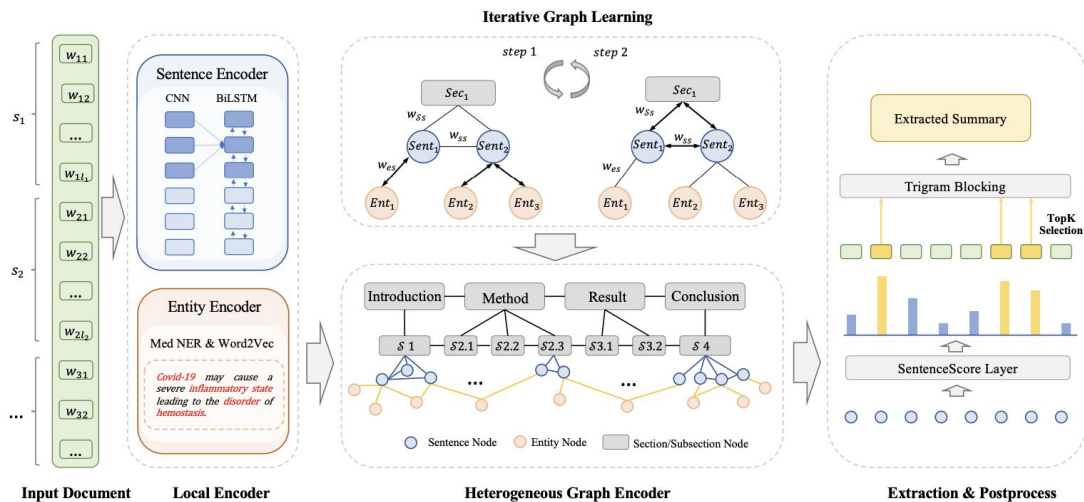 Iterative Graph Learning
s1
w11
w12
...
w1l1
s2
w21
w22
...
w2l2
...
w31
w32
...
Input Document
Sentence Encoder
CNN BiLSTM
Entity Encoder
Med NER & Word2Vec
Covid-19 may cause a
severe inflammatory state
leading to the disorder of
hemostasis.
Local Encoder
step 1 step 2
Sec1
wSs
Sent1 wss Sent2
wes
Ent1 Ent2 Ent3
Sec1
wSs
Sent1 wss Sent2
wes
Ent1 Ent2 Ent3
Introduction Method Result Conclusion
S 1 S2.1 S2.2 S2.3 S3.1 S3.2 S 4
... ...
Sentence Node Entity Node Section/Subsection Node
Heterogeneous Graph Encoder
Extracted Summary
Trigram Blocking
TopK
Selection
SentenceScore Layer
Extraction & Postprocess